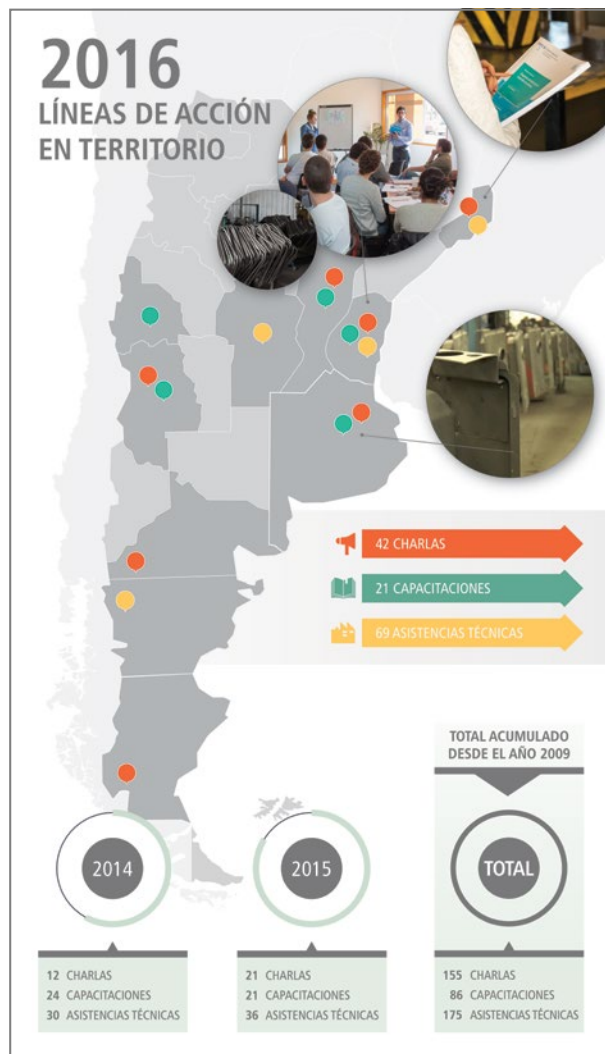 2016
LÍNEAS DE ACCIÓN
EN TERRITORIO
42 CHARLAS
21 CAPACITACIONES
69 ASISTENCIAS TÉCNICAS
TOTAL ACUMULADO
DESDE EL AÑO 2009
2014
2015
TOTAL
12 CHARLAS
24 CAPACITACIONES
30 ASISTENCIAS TÉCNICAS
21 CHARLAS
21 CAPACITACIONES
36 ASISTENCIAS TÉCNICAS
155 CHARLAS
86 CAPACITACIONES
175 ASISTENCIAS TÉCNICAS